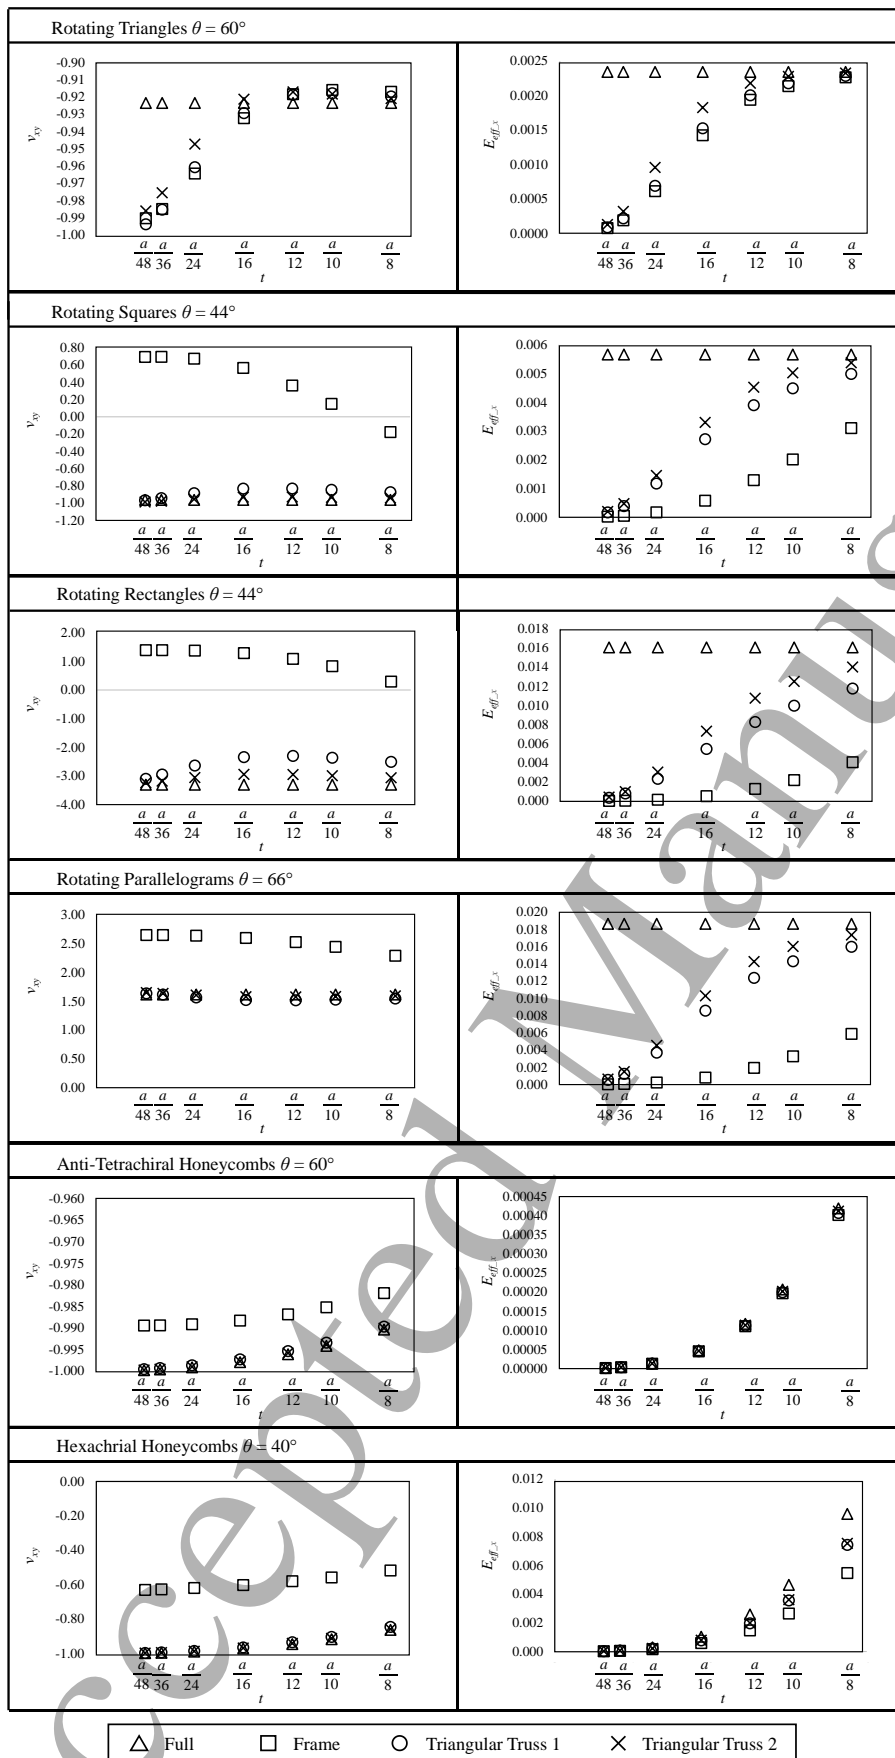 Rotating Triangles θ = 60°
-0.90
-0.91
-0.92
-0.93
-0.94
-0.95
-0.96
-0.97
-0.98
-0.99
-1.00
v_xy
a a a a a a a
48 36 24 16 12 10 8
t
0.0025
0.0020
0.0015
0.0010
0.0005
0.0000
E_eff_x
a a a a a a a
48 36 24 16 12 10 8
t
Rotating Squares θ = 44°
0.80
0.60
0.40
0.20
0.00
-0.20
-0.40
-0.60
-0.80
-1.00
-1.20
v_xy
a a a a a a a
48 36 24 16 12 10 8
t
0.006
0.005
0.004
0.003
0.002
0.001
0.000
E_eff_x
a a a a a a a
48 36 24 16 12 10 8
t
Rotating Rectangles θ = 44°
2.00
1.00
0.00
-1.00
-2.00
-3.00
-4.00
v_xy
a a a a a a a
48 36 24 16 12 10 8
t
0.018
0.016
0.014
0.012
0.010
0.008
0.006
0.004
0.002
0.000
E_eff_x
a a a a a a a
48 36 24 16 12 10 8
t
Rotating Parallelograms θ = 66°
3.00
2.50
2.00
1.50
1.00
0.50
0.00
v_xy
a a a a a a a
48 36 24 16 12 10 8
t
0.020
0.018
0.016
0.014
0.012
0.010
0.008
0.006
0.004
0.002
0.000
E_eff_x
a a a a a a a
48 36 24 16 12 10 8
t
Anti-Tetrachiral Honeycombs θ = 60°
-0.960
-0.965
-0.970
-0.975
-0.980
-0.985
-0.990
-0.995
-1.000
v_xy
a a a a a a a
48 36 24 16 12 10 8
t
0.00045
0.00040
0.00035
0.00030
0.00025
0.00020
0.00015
0.00010
0.00005
0.00000
E_eff_x
a a a a a a a
48 36 24 16 12 10 8
t
Hexachrial Honeycombs θ = 40°
0.00
-0.20
-0.40
-0.60
-0.80
-1.00
v_xy
a a a a a a a
48 36 24 16 12 10 8
t
0.012
0.010
0.008
0.006
0.004
0.002
0.000
E_eff_x
a a a a a a a
48 36 24 16 12 10 8
t
Full Frame Triangular Truss 1 Triangular Truss 2
ccepted Manus